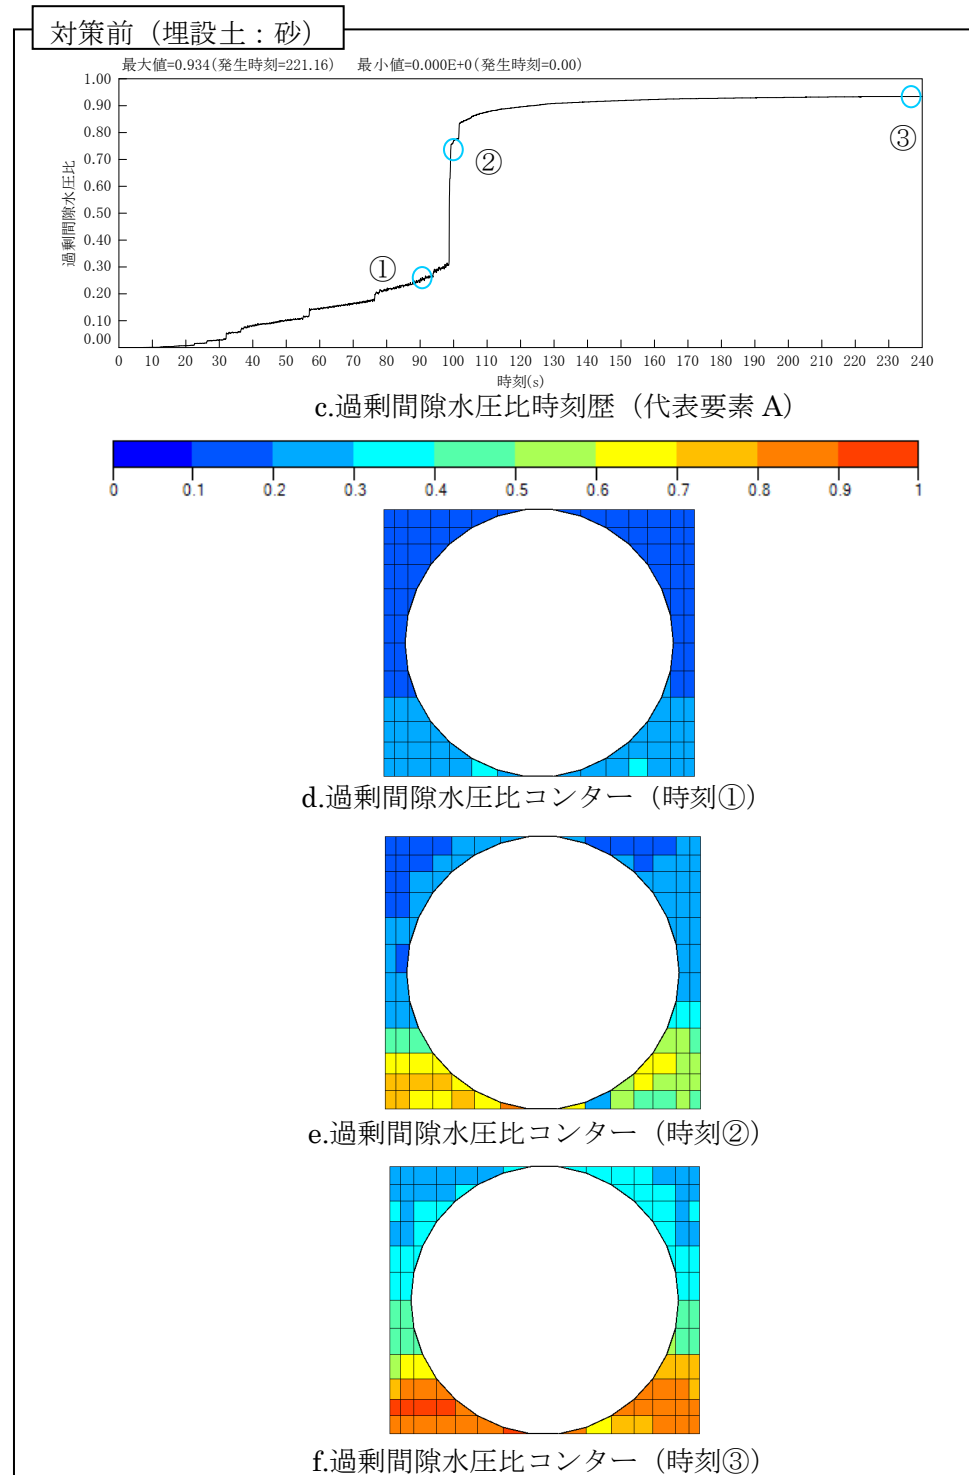 対策前（埋設土：砂）
最大値=0.934(発生時刻=221.16) 最小値=0.000E+0(発生時刻=0.00)
1.00
0.90
0.80
0.70
0.60
0.50
0.40
0.30
0.20
0.10
0.00
過剰間隙水圧比
①
②
③
0 10 20 30 40 50 60 70 80 90 100 110 120 130 140 150 160 170 180 190 200 210 220 230 240
時刻(s)
c.過剰間隙水圧比時刻歴（代表要素 A）
0 0.1 0.2 0.3 0.4 0.5 0.6 0.7 0.8 0.9 1
d.過剰間隙水圧比コンター（時刻①）
e.過剰間隙水圧比コンター（時刻②）
f.過剰間隙水圧比コンター（時刻③）